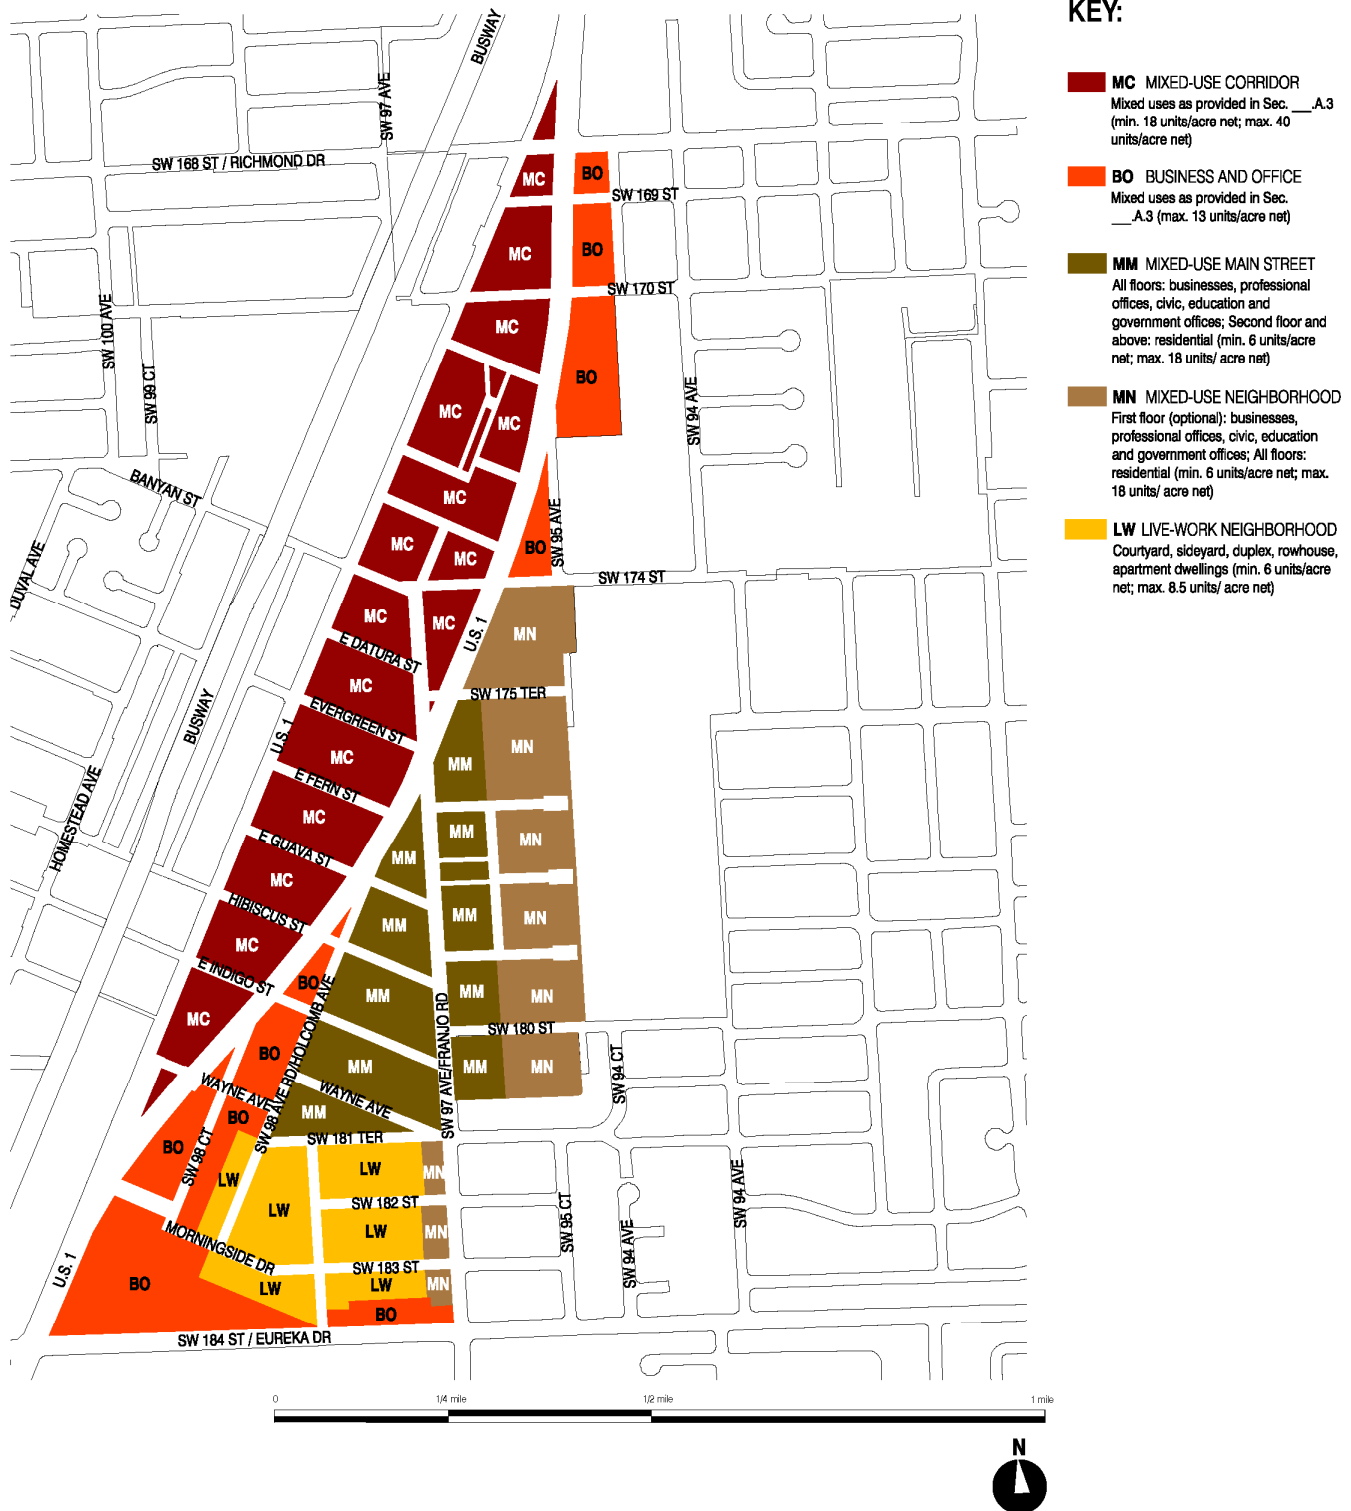 KEY:
MC MIXED-USE CORRIDOR
Mixed uses as provided in Sec. ___.A.3
(min. 18 units/acre net; max. 40
units/acre net)
BO BUSINESS AND OFFICE
Mixed uses as provided in Sec.
___.A.3 (max. 13 units/acre net)
MM MIXED-USE MAIN STREET
All floors: businesses, professional
offices, civic, education and
government offices; Second floor and
above: residential (min. 6 units/acre
net; max. 18 units/ acre net)
MN MIXED-USE NEIGHBORHOOD
First floor (optional): businesses,
professional offices, civic, education
and government offices; All floors:
residential (min. 6 units/acre net; max.
18 units/ acre net)
LW LIVE-WORK NEIGHBORHOOD
Courtyard, sideyard, duplex, rowhouse,
apartment dwellings (min. 6 units/acre
net; max. 8.5 units/ acre net)
BUSWAY
SW 97 AVE
SW 168 ST / RICHMOND DR
MC
BO
SW 169 ST
MC
BO
SW 170 ST
SW 100 AVE
MC
SW 99 CT
BO
SW 94 AVE
MC
MC
BANYAN ST
MC
SW 95 AVE
BO
DUVAL AVE
MC
MC
SW 174 ST
MC
MC
U.S. 1
MN
E DATURA ST
MC
SW 175 TER
EVERGREEN ST
BUSWAY
U.S. 1
MC
MM
MN
E FERN ST
HOMESTEAD AVE
MC
MM
MN
E GUAVA ST
MM
MC
HIBISCUS ST
MM
MM
MN
MC
E INDIGO ST
BO
MM
MM
MN
MC
SW 98 AVE RD/HOLCOMB AVE
SW 97 AVE/FRANJO RD
SW 180 ST
BO
MM
MM
MN
SW 94 CT
WAYNE AVE
WAYNE AVE
BO
MM
SW 181 TER
BO
SW 98 CT
LW
LW
MN
SW 94 AVE
LW
SW 182 ST
SW 95 CT
LW
MN
MORNINGSIDE DR
SW 94 AVE
U.S. 1
SW 183 ST
BO
LW
LW
MN
BO
SW 184 ST / EUREKA DR
0
1/4 mile
1/2 mile
1 mile
N